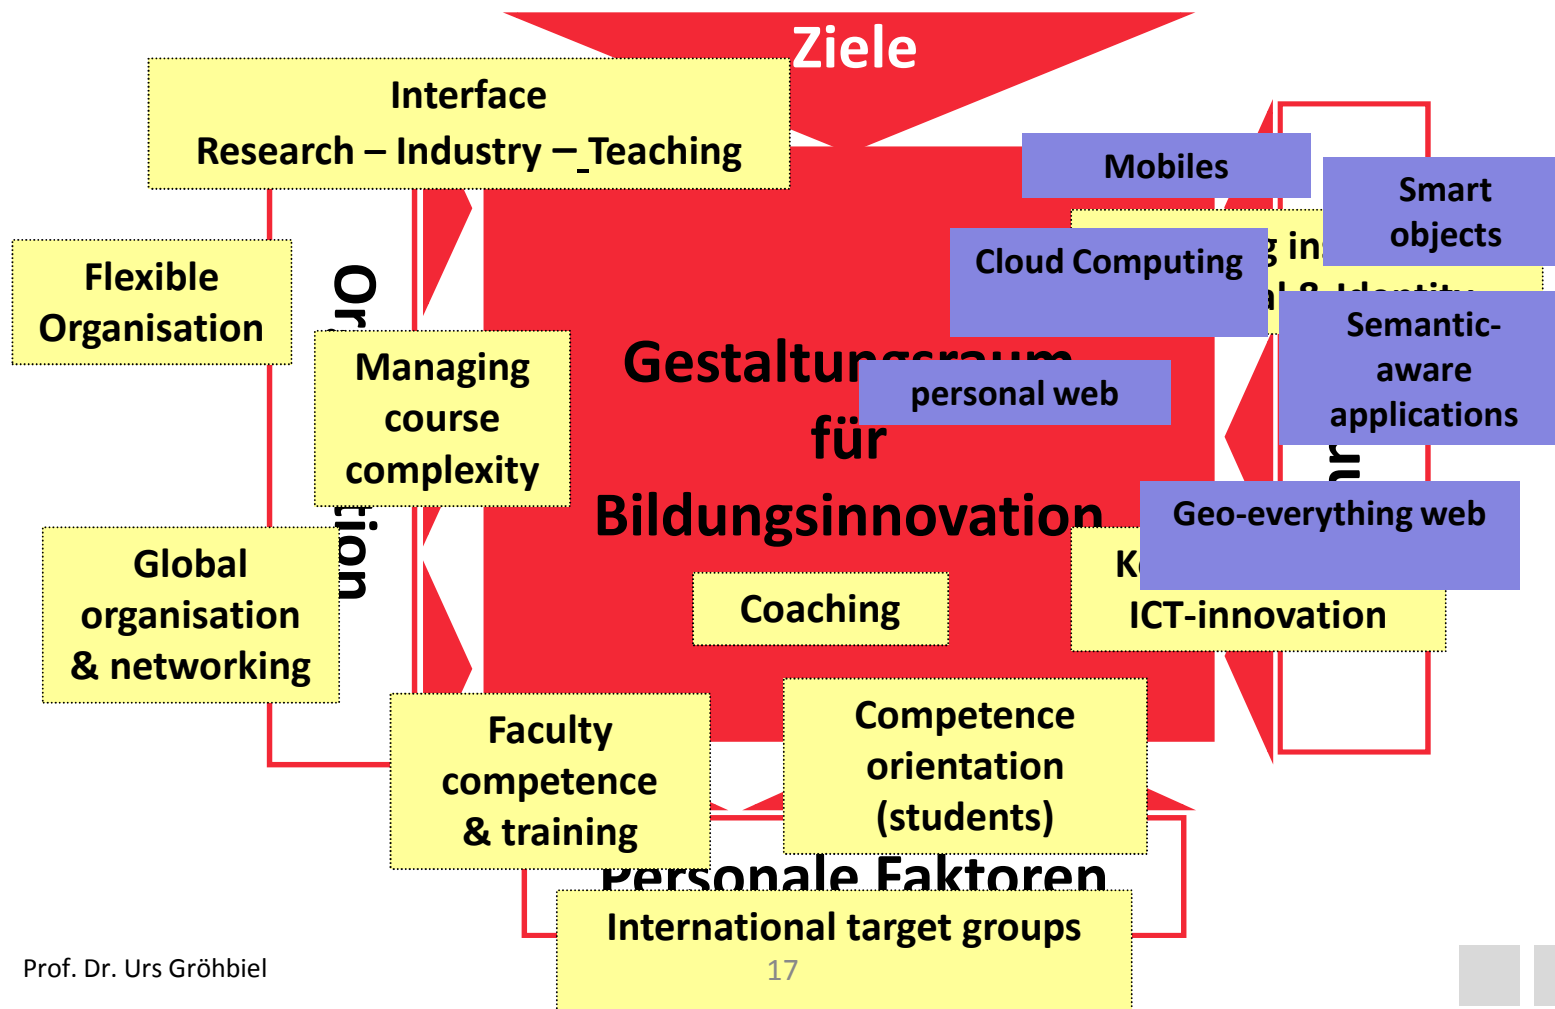 Ziele
Interface
Research – Industry – Teaching
Mobiles
Smart
objects
Cloud Computing
& Identity
Flexible
Organisation
Semantic-
aware
applications
Managing
course
complexity
Gestaltungsraum
für
Bildungsinnovation
personal web
Geo-everything web
Global
organisation
& networking
Coaching
ICT-innovation
Faculty
competence
& training
Competence
orientation
(students)
Personale Faktoren
International target groups
Prof. Dr. Urs Gröhbiel
17